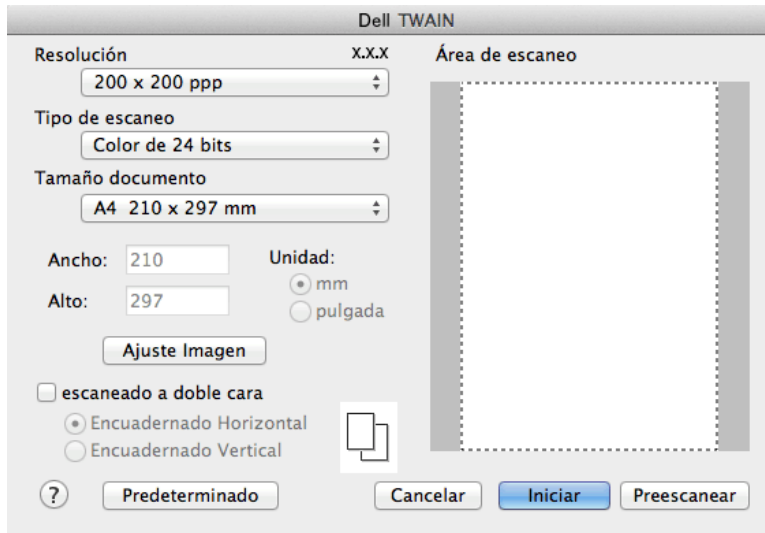 Dell TWAIN
Resolución X.X.X
200 x 200 ppp
Tipo de escaneo
Color de 24 bits
Tamaño documento
A4 210 x 297 mm
Ancho: 210
Alto: 297
Unidad:
mm
pulgada
Ajuste Imagen
escaneado a doble cara
Encuadernado Horizontal
Encuadernado Vertical
Área de escaneo
? Predeterminado Cancelar Iniciar Preescanear